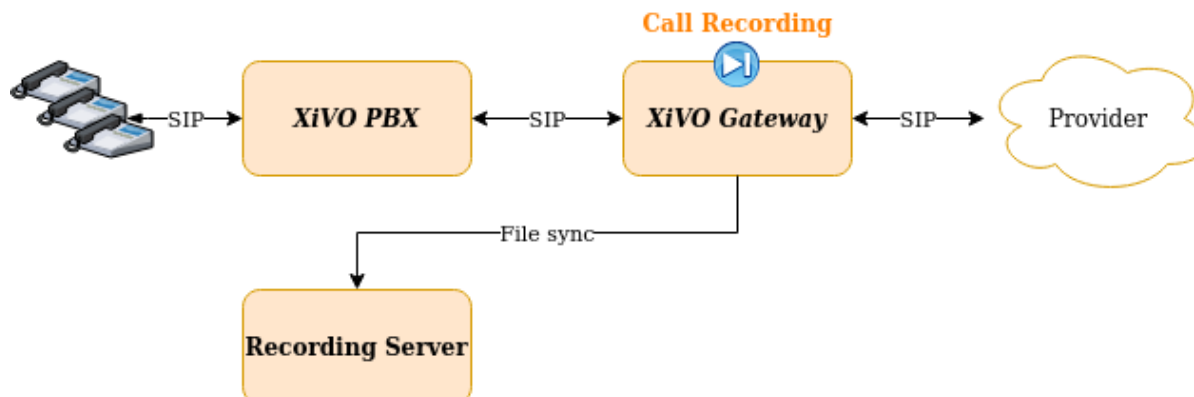 Call Recording
SIP
XiVO PBX
SIP
XiVO Gateway
SIP
Provider
File sync
Recording Server